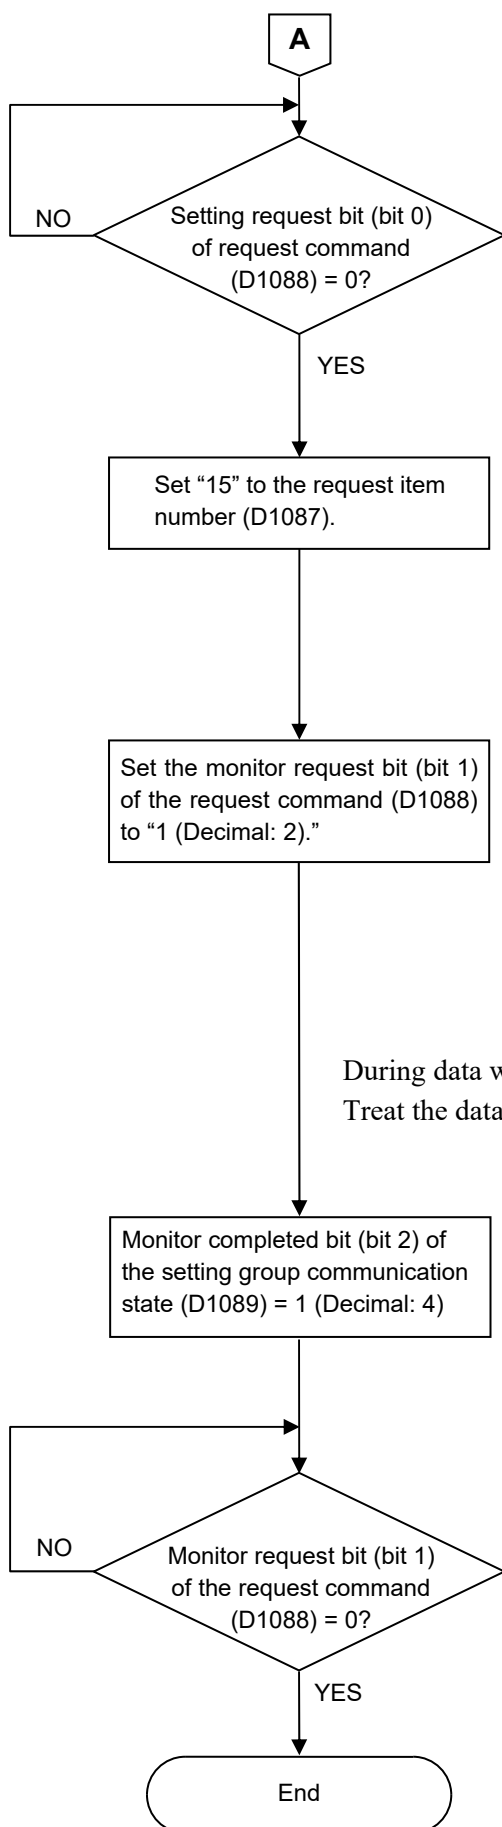 A
Setting request bit (bit 0)
of request command
(D1088) = 0?
NO
YES
Set “15” to the request item
number (D1087).
Set the monitor request bit (bit 1)
of the request command (D1088)
to “1 (Decimal: 2).”
During data w
Treat the data
Monitor completed bit (bit 2) of
the setting group communication
state (D1089) = 1 (Decimal: 4)
NO
Monitor request bit (bit 1)
of the request command
(D1088) = 0?
YES
End